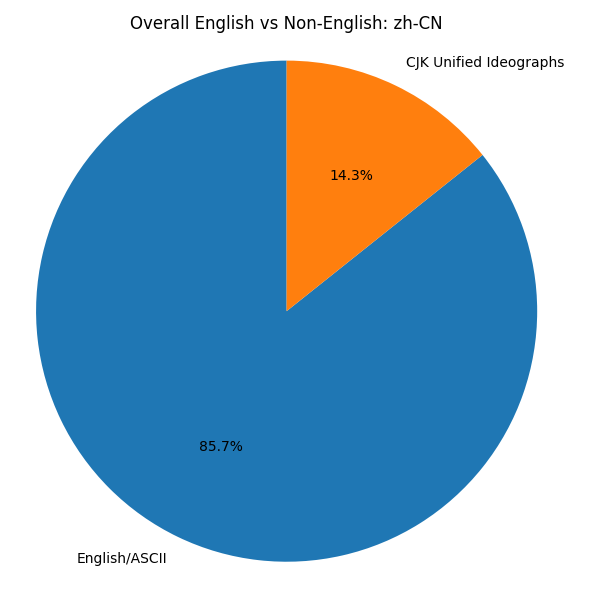 Overall English vs Non-English: zh-CN
CJK Unified Ideographs
14.3%
85.7%
English/ASCII